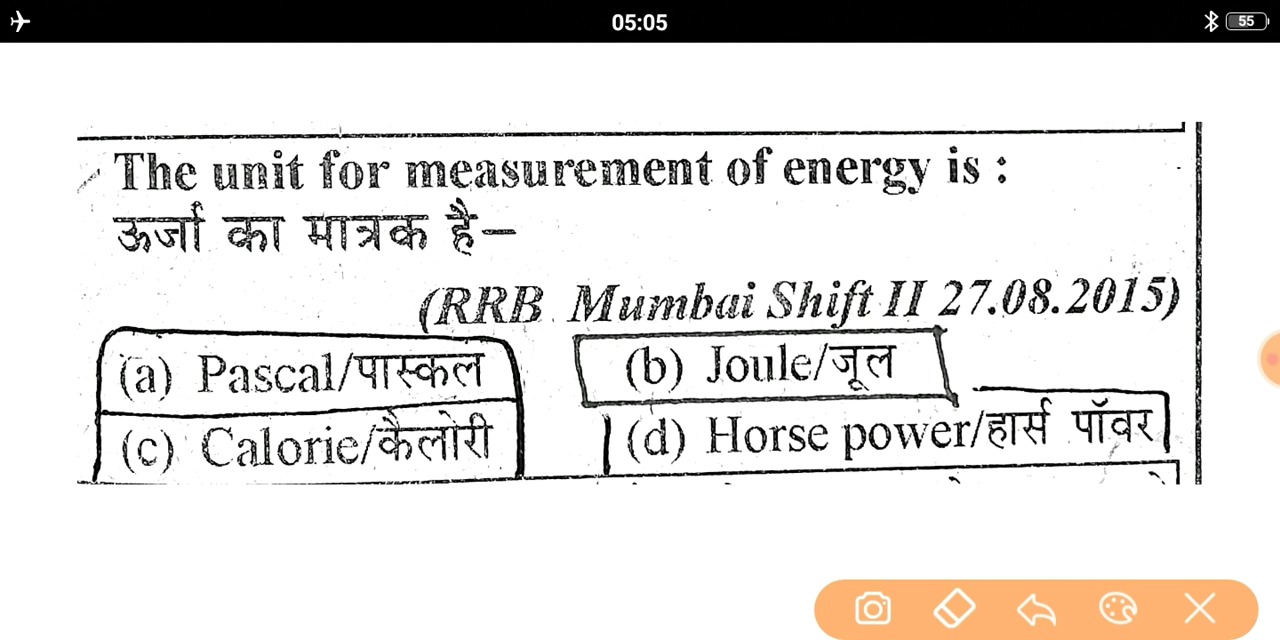 05:05
55
The unit for measurement of energy is :
ऊर्जा का मात्रक है–
(RRB Mumbai Shift II 27.08.2015)
(a) Pascal/पास्कल (b) Joule/जूल
(c) Calorie/कैलोरी (d) Horse power/हार्स पॉवर